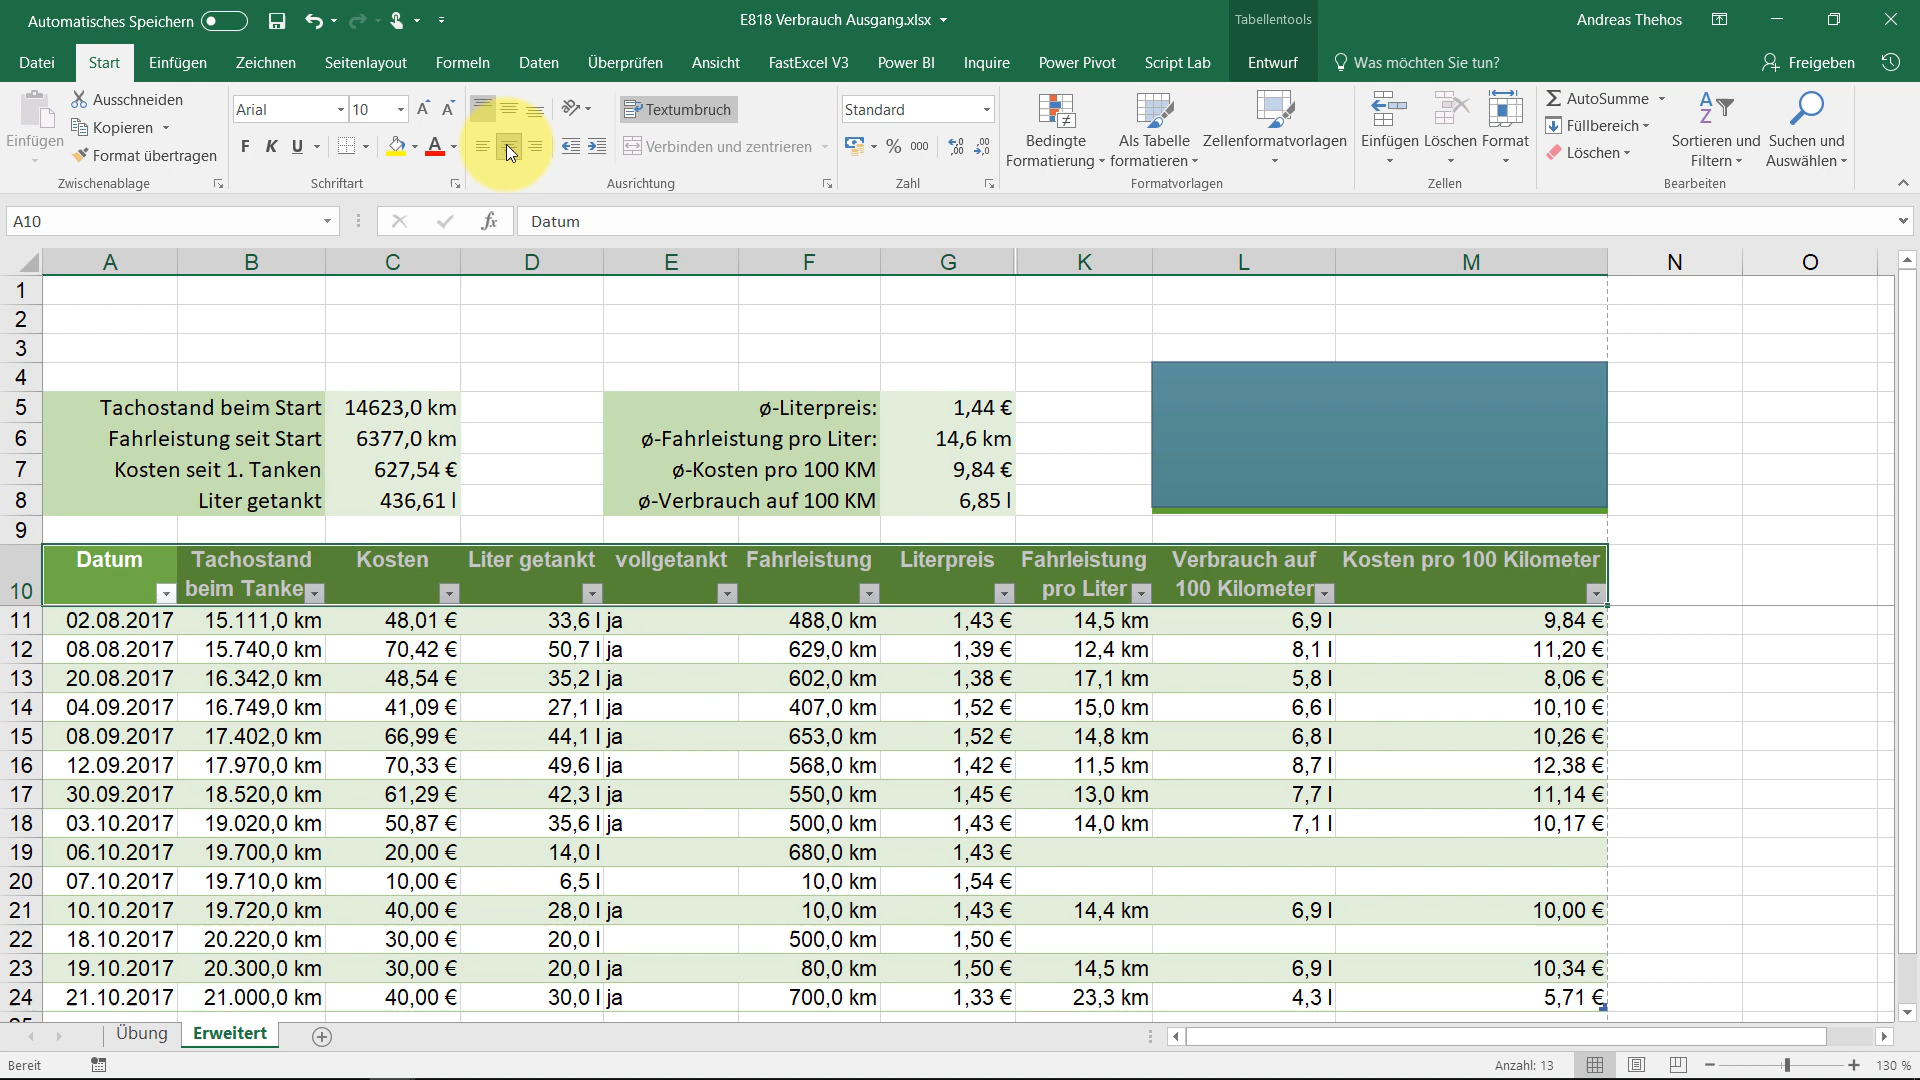 Automatisches Speichern
E818 Verbrauch Ausgang.xlsx
Tabellentools
Andreas Thehos
Datei Start Einfügen Zeichnen Seitenlayout Formeln Daten Überprüfen Ansicht FastExcel V3 Power BI Inquire Power Pivot Script Lab Entwurf Was möchten Sie tun? Freigeben
Einfügen
Ausschneiden
Kopieren
Format übertragen
Zwischenablage
Arial 10
F K U
Schriftart
Textumbruch
Verbinden und zentrieren
Ausrichtung
Standard
% 000
Zahl
Bedingte Formatierung
Als Tabelle formatieren
Zellenformatvorlagen
Formatvorlagen
Einfügen Löschen Format
Zellen
AutoSumme
Füllbereich
Löschen
Sortieren und Filtern
Suchen und Auswählen
Bearbeiten
A10 fx Datum
A B C D E F G K L M N O
1
2
3
4
5 Tachostand beim Start 14623,0 km ø-Literpreis: 1,44 €
6 Fahrleistung seit Start 6377,0 km ø-Fahrleistung pro Liter: 14,6 km
7 Kosten seit 1. Tanken 627,54 € ø-Kosten pro 100 KM 9,84 €
8 Liter getankt 436,61 l ø-Verbrauch auf 100 KM 6,85 l
9
Datum Tachostand Kosten Liter getankt vollgetankt Fahrleistung Literpreis Fahrleistung Verbrauch auf Kosten pro 100 Kilometer
10 beim Tanke pro Liter 100 Kilometer
11 02.08.2017 15.111,0 km 48,01 € 33,6 l ja 488,0 km 1,43 € 14,5 km 6,9 l 9,84 €
12 08.08.2017 15.740,0 km 70,42 € 50,7 l ja 629,0 km 1,39 € 12,4 km 8,1 l 11,20 €
13 20.08.2017 16.342,0 km 48,54 € 35,2 l ja 602,0 km 1,38 € 17,1 km 5,8 l 8,06 €
14 04.09.2017 16.749,0 km 41,09 € 27,1 l ja 407,0 km 1,52 € 15,0 km 6,6 l 10,10 €
15 08.09.2017 17.402,0 km 66,99 € 44,1 l ja 653,0 km 1,52 € 14,8 km 6,8 l 10,26 €
16 12.09.2017 17.970,0 km 70,33 € 49,6 l ja 568,0 km 1,42 € 11,5 km 8,7 l 12,38 €
17 30.09.2017 18.520,0 km 61,29 € 42,3 l ja 550,0 km 1,45 € 13,0 km 7,7 l 11,14 €
18 03.10.2017 19.020,0 km 50,87 € 35,6 l ja 500,0 km 1,43 € 14,0 km 7,1 l 10,17 €
19 06.10.2017 19.700,0 km 20,00 € 14,0 l 680,0 km 1,43 €
20 07.10.2017 19.710,0 km 10,00 € 6,5 l 10,0 km 1,54 €
21 10.10.2017 19.720,0 km 40,00 € 28,0 l ja 10,0 km 1,43 € 14,4 km 6,9 l 10,00 €
22 18.10.2017 20.220,0 km 30,00 € 20,0 l 500,0 km 1,50 €
23 19.10.2017 20.300,0 km 30,00 € 20,0 l ja 80,0 km 1,50 € 14,5 km 6,9 l 10,34 €
24 21.10.2017 21.000,0 km 40,00 € 30,0 l ja 700,0 km 1,33 € 23,3 km 4,3 l 5,71 €
Übung Erweitert
Bereit Anzahl: 13 130 %